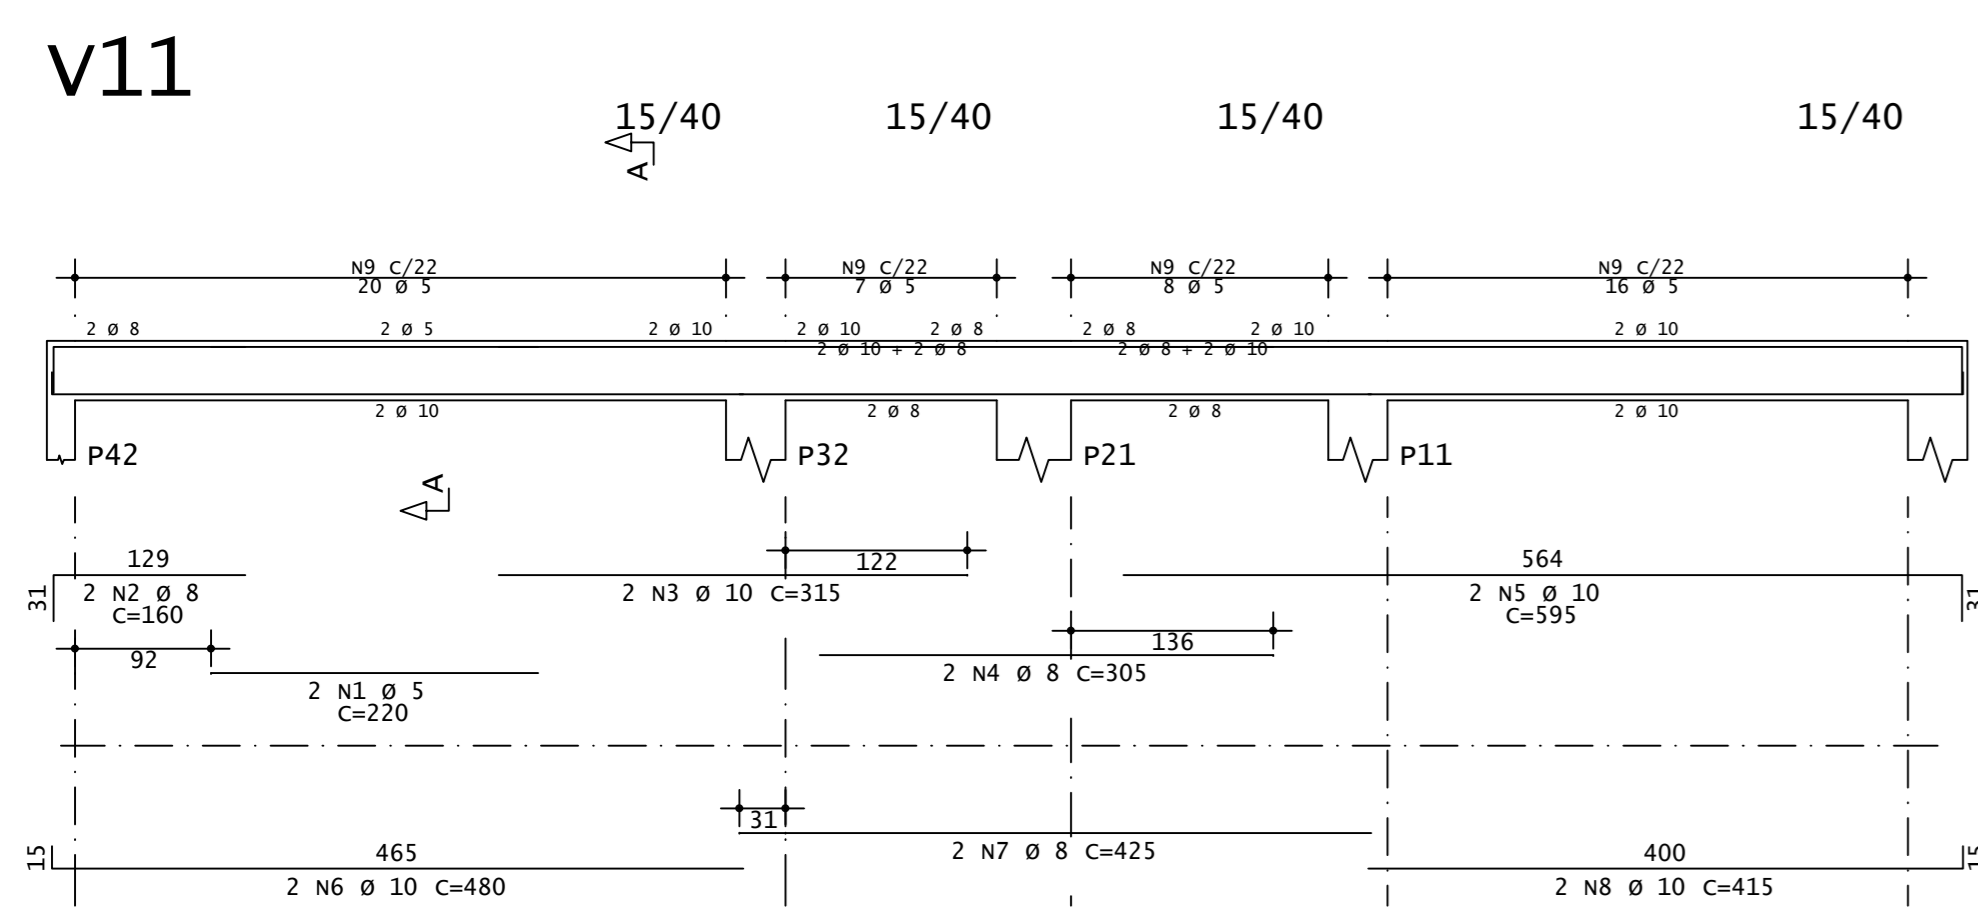 V11
15/40 15/40 15/40 15/40
A
N9 C/22 N9 C/22 N9 C/22 N9 C/22
20 Ø 5 7 Ø 5 8 Ø 5 16 Ø 5
2 Ø 8 2 Ø 5 2 Ø 10 2 Ø 10 2 Ø 8 2 Ø 8 2 Ø 10 2 Ø 10
2 Ø 10 + 2 Ø 8 2 Ø 8 + 2 Ø 10
2 Ø 10 2 Ø 8 2 Ø 8 2 Ø 10
P42 P32 P21 P11
A
129 122 564
31 2 N2 Ø 8 2 N3 Ø 10 C=315 2 N5 Ø 10 31
C=160 C=595
92 136
2 N4 Ø 8 C=305
2 N1 Ø 5
C=220
31
15 465 2 N7 Ø 8 C=425 400 15
2 N6 Ø 10 C=480 2 N8 Ø 10 C=415